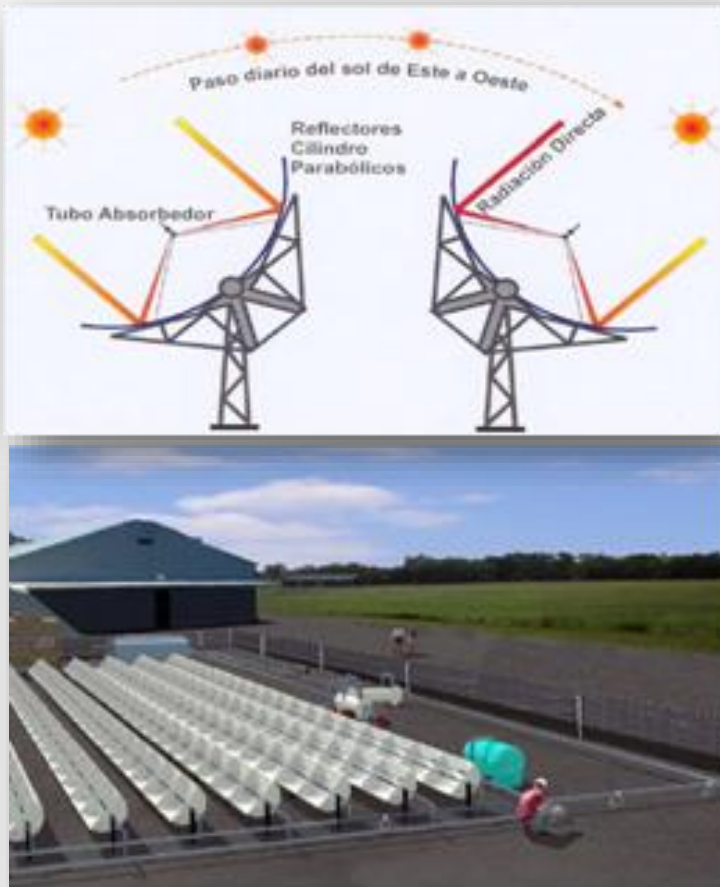 Paso diario del sol de Este a Oeste
Reflectores
Cilindro
Parabólicos
Radiación Directa
Tubo Absorbedor